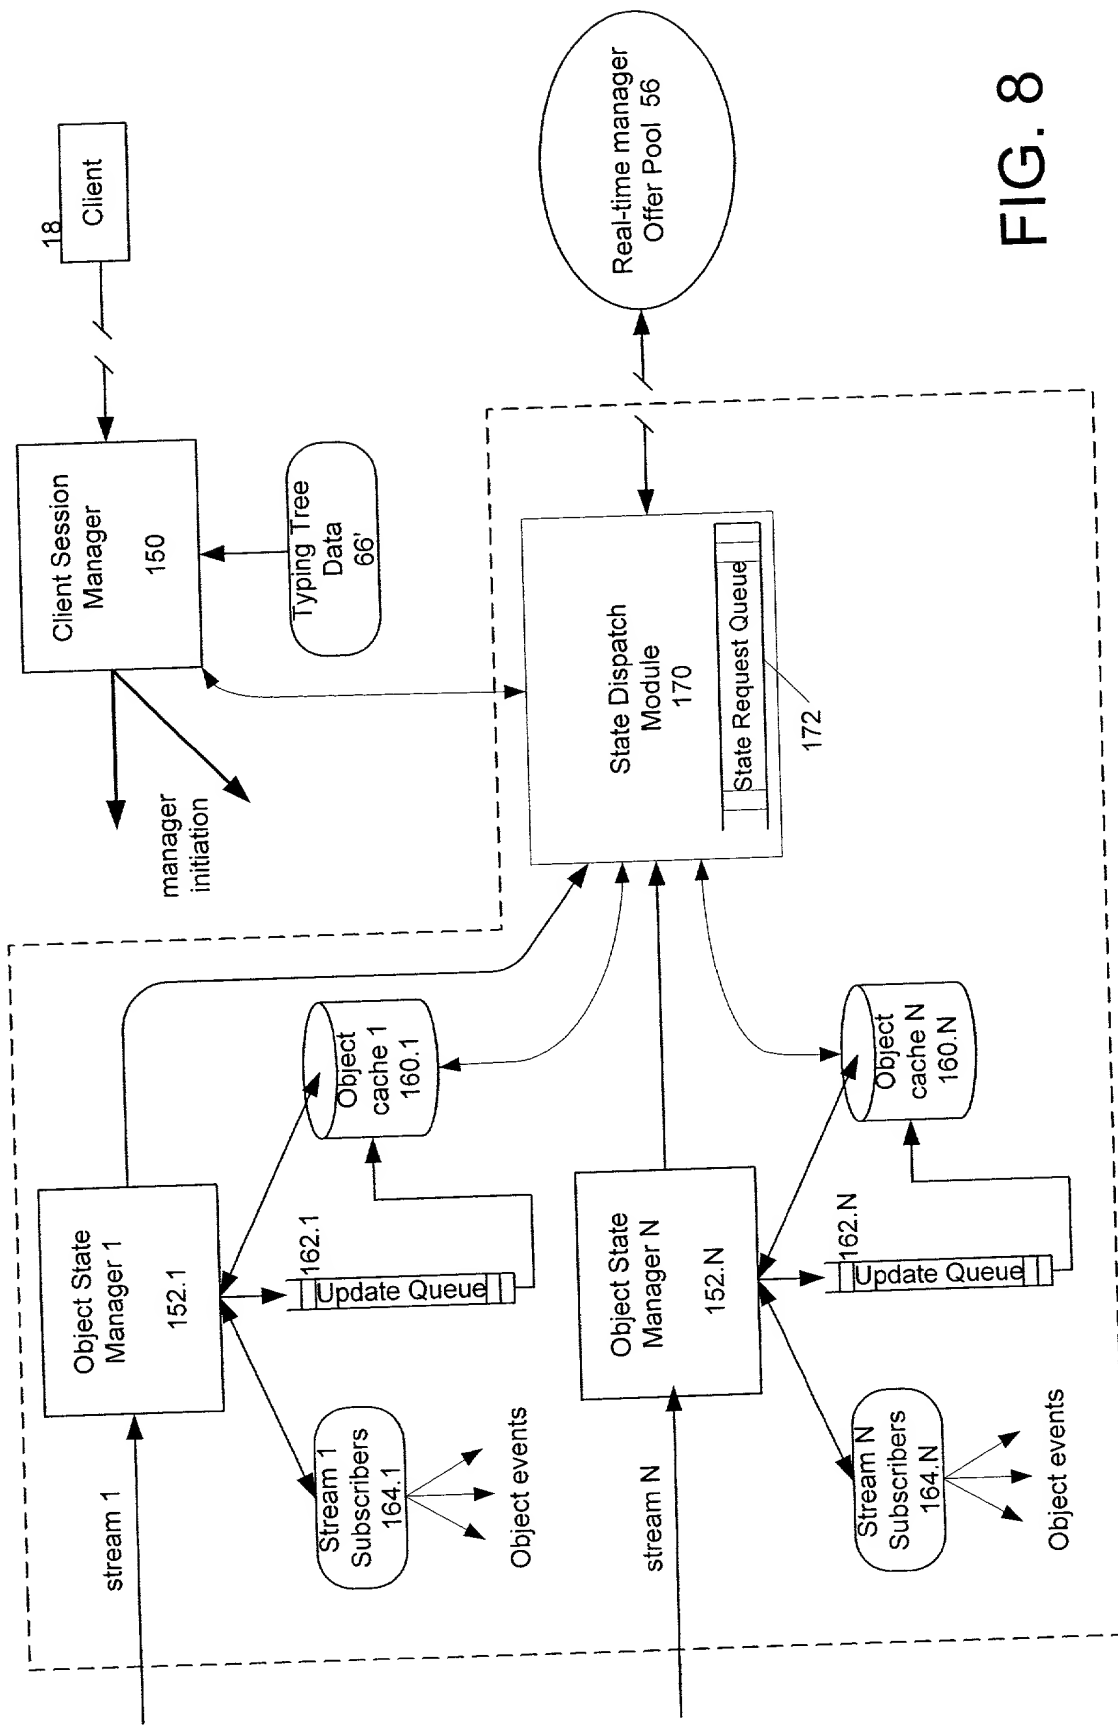 stream 1
Object State
Manager 1
152.1
Stream 1
Subscribers
164.1
Object events
162.1
Update Queue
Object
cache 1
160.1
manager
initiation
Client Session
Manager
150
18
Client
Typing Tree
Data
66'
stream N
Object State
Manager N
152.N
Stream N
Subscribers
164.N
Object events
162.N
Update Queue
Object
cache N
160.N
State Dispatch
Module
170
State Request Queue
172
Real-time manager
Offer Pool 56
FIG. 8